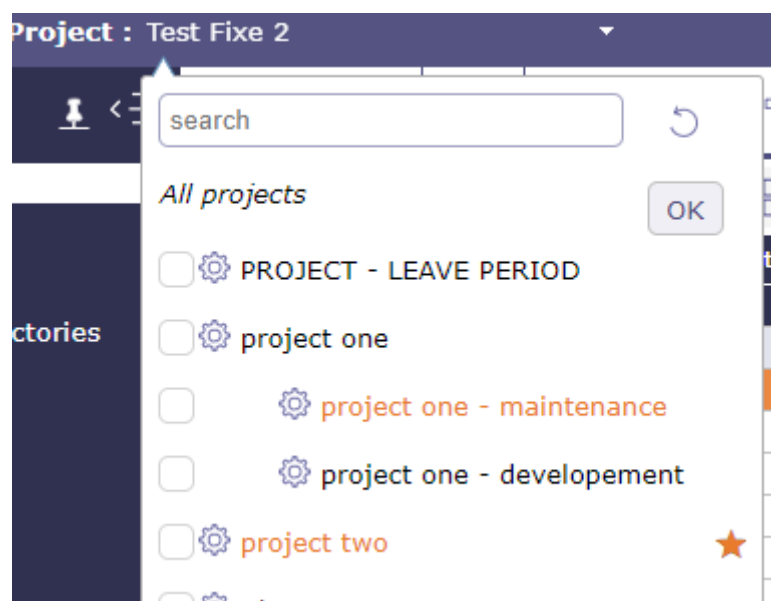 Project : Test Fixe 2
search
All projects
OK
PROJECT - LEAVE PERIOD
ctories
project one
project one - maintenance
project one - developement
project two